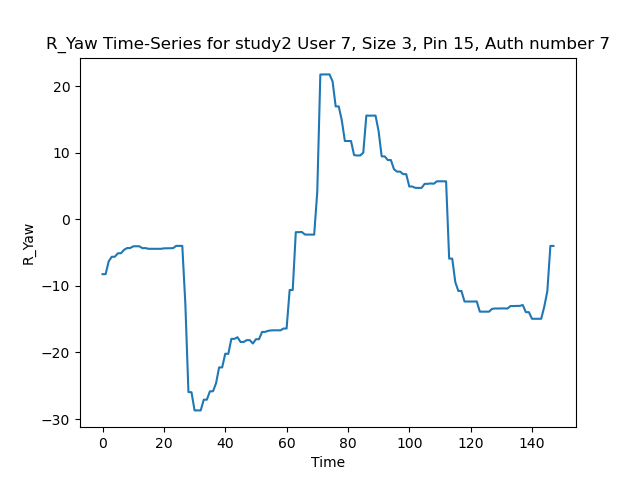 R_Yaw Time-Series for study2 User 7, Size 3, Pin 15, Auth number 7
20
10
0
−10
−20
−30
R_Yaw
0 20 40 60 80 100 120 140
Time